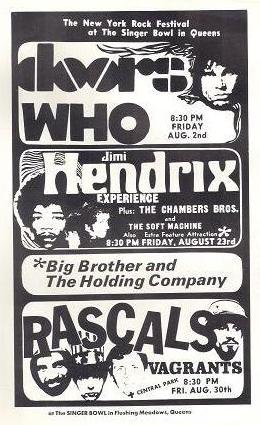 The New York Rock Festival
at The Singer Bowl in Queens
doors
WHO
8:30 PM
FRIDAY
AUG. 2nd
jimi
Hendrix
EXPERIENCE
Plus: THE CHAMBERS BROS.
and
THE SOFT MACHINE
Also Extra Feature Attraction*
8:30 PM FRIDAY, AUGUST 23rd
*Big Brother and
The Holding Company
RASCALS
VAGRANTS
+ CENTRAL PARK
8:30 PM
FRI. AUG. 30th
at The SINGER BOWL in Flushing Meadows, Queens